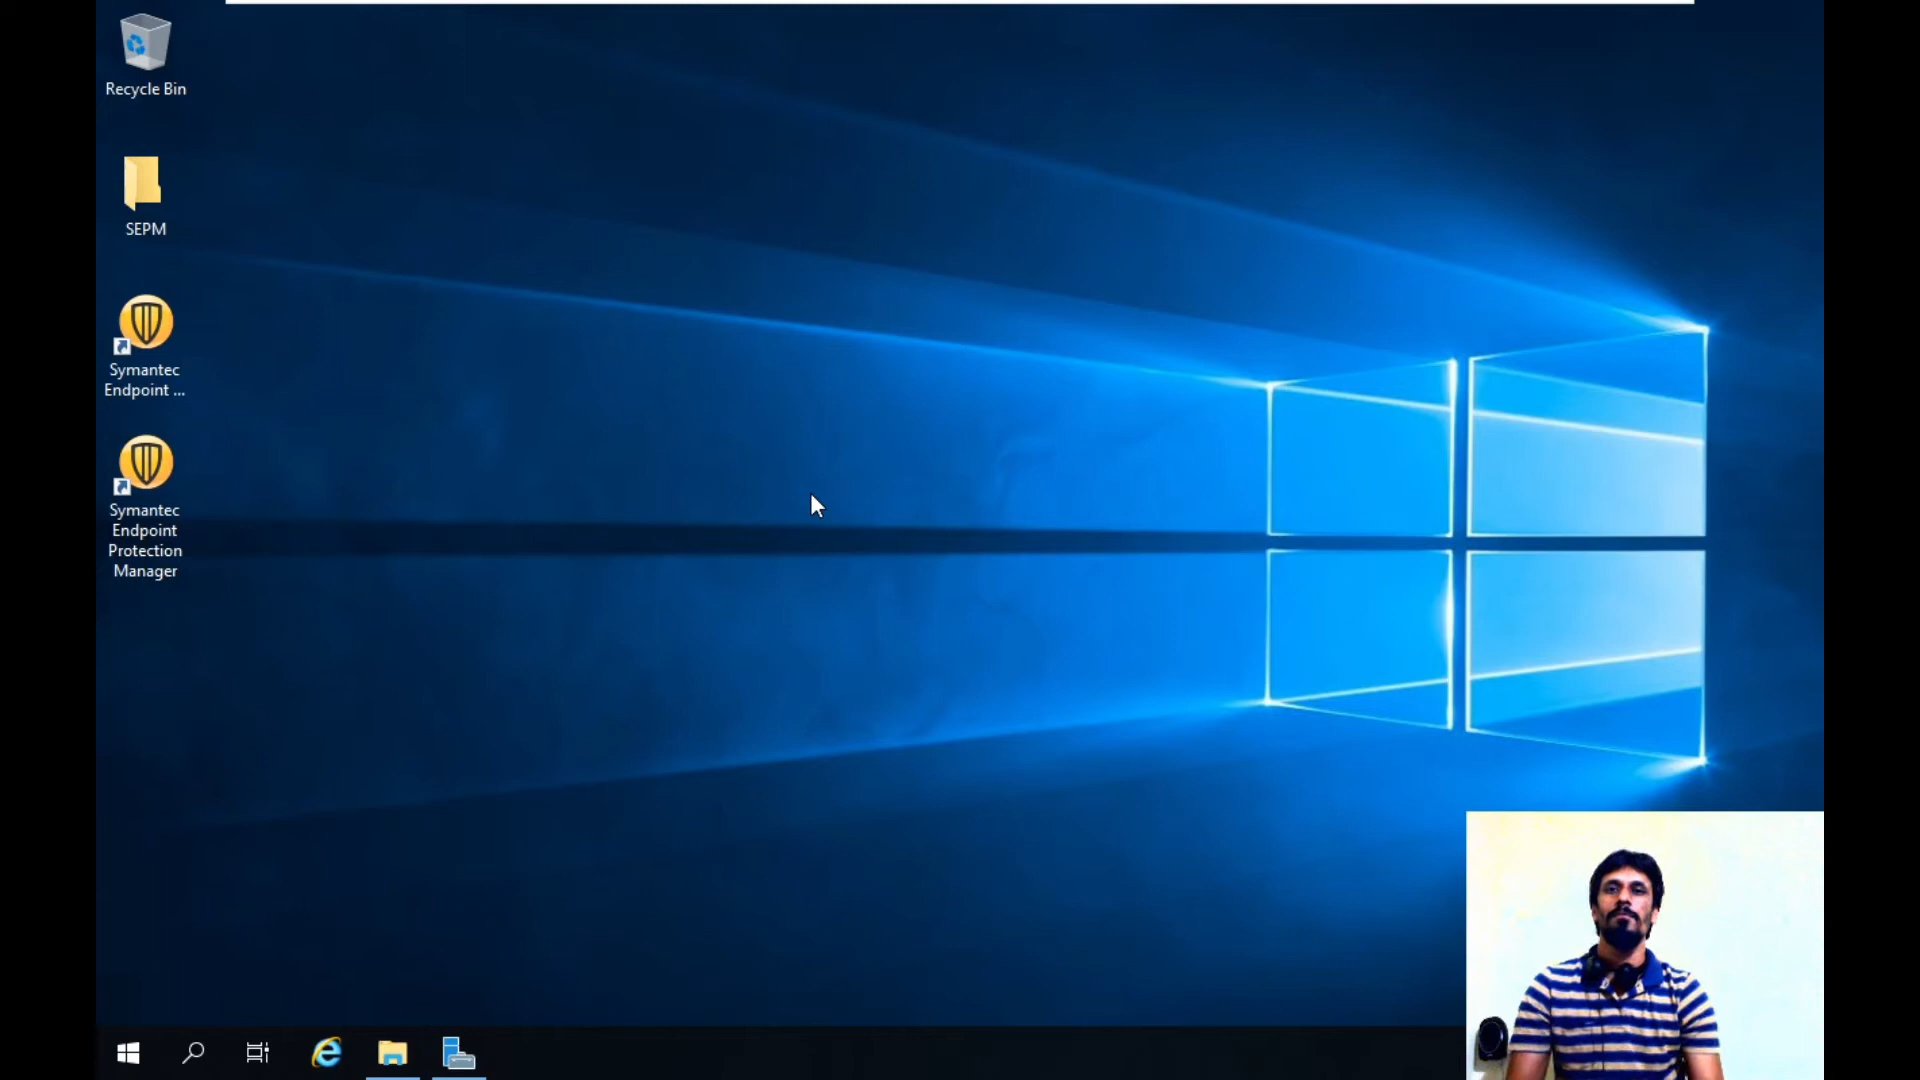 Recycle Bin
SEPM
Symantec
Endpoint ...
Symantec
Endpoint
Protection
Manager